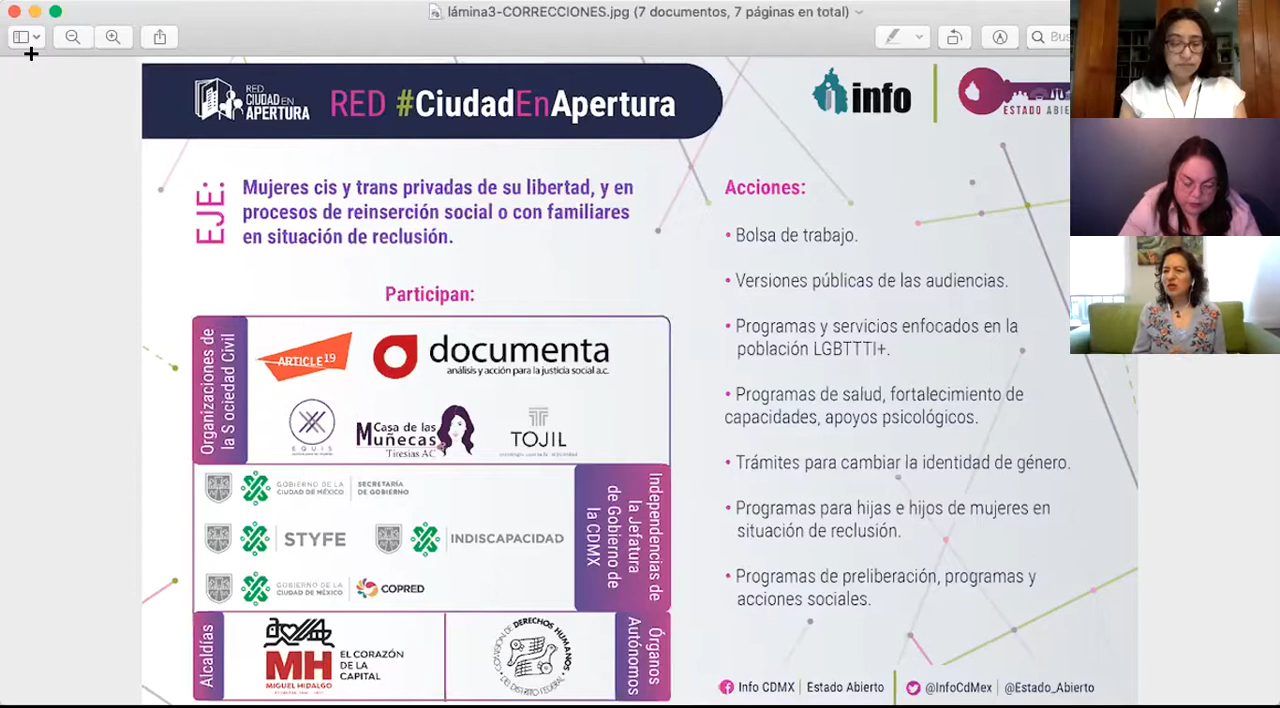 lámina3-CORRECCIONES.jpg (7 documentos, 7 páginas en total)
Bus
RED
CIUDAD EN
APERTURA
RED #CiudadEnApertura
info
ESTADO ABIE
EJE:
Mujeres cis y trans privadas de su libertad, y en
procesos de reinserción social o con familiares
en situación de reclusión.
Participan:
Organizaciones de
la S ociedad Civil
ARTICLE 19
documenta
análisis y acción para la justicia social a.c.
EQUIS
Casa de las
Muñecas
Tiresias AC
TOJIL
GOBIERNO DE LA
CIUDAD DE MÉXICO
SECRETARÍA
DE GOBIERNO
STYFE
INDISCAPACIDAD
GOBIERNO DE LA
CIUDAD DE MÉXICO
COPRED
Independencias de
la Jefatura
de Gobierno de
la CDMX
Alcaldías
MH
MIGUEL HIDALGO
EL CORAZÓN
DE LA
CAPITAL
COMISIÓN DE DERECHOS HUMANOS
DEL DISTRITO FEDERAL
Órganos
Autónomos
Acciones:
• Bolsa de trabajo.
• Versiones públicas de las audiencias.
• Programas y servicios enfocados en la
población LGBTTTI+.
• Programas de salud, fortalecimiento de
capacidades, apoyos psicológicos.
• Trámites para cambiar la identidad de género.
• Programas para hijas e hijos de mujeres en
situación de reclusión.
• Programas de preliberación, programas y
acciones sociales.
Info CDMX | Estado Abierto
@InfoCdMex | @Estado_Abierto